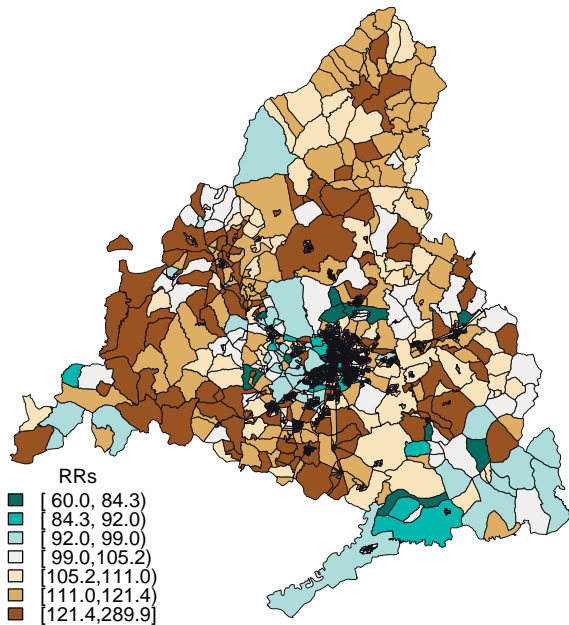 RRs
[ 60.0, 84.3)
[ 84.3, 92.0)
[ 92.0, 99.0)
[ 99.0,105.2)
[105.2,111.0)
[111.0,121.4)
[121.4,289.9]